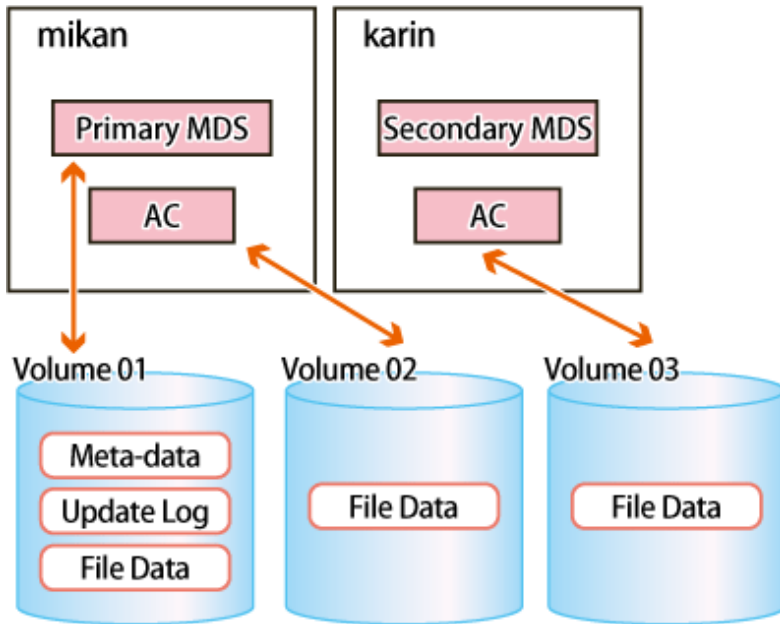 mikan
karin
Primary MDS
Secondary MDS
AC
AC
Volume 01
Volume 02
Volume 03
Meta-data
Update Log
File Data
File Data
File Data